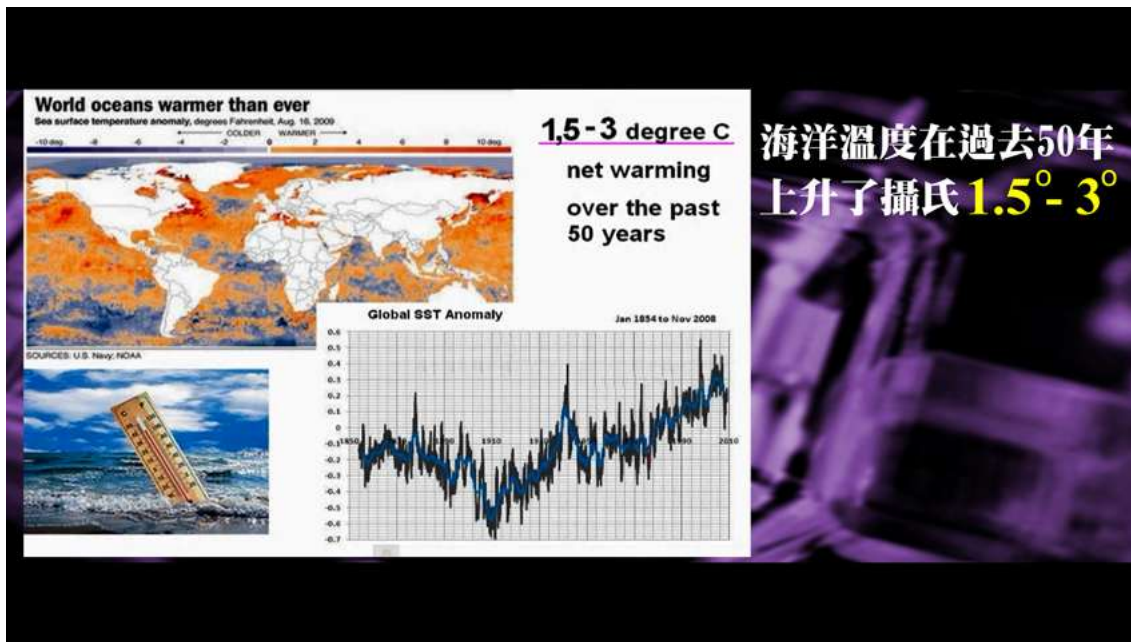 World oceans warmer than ever
Sea surface temperature anomaly, degrees Fahrenheit, Aug. 16, 2009
COLDER WARMER
-10 deg. -8 -6 -4 -2 0 2 4 6 8 10 deg.
SOURCES: U.S. Navy; NOAA
1,5-3 degree C
net warming
over the past
50 years
海洋溫度在過去50年
上升了攝氏1.5°-3°
Global SST Anomaly
Jan 1854 to Nov 2008
0.6
0.5
0.4
0.3
0.2
0.1
0
-0.1
1850 1910 1990 2010
-0.2
-0.3
-0.4
-0.5
-0.6
-0.7